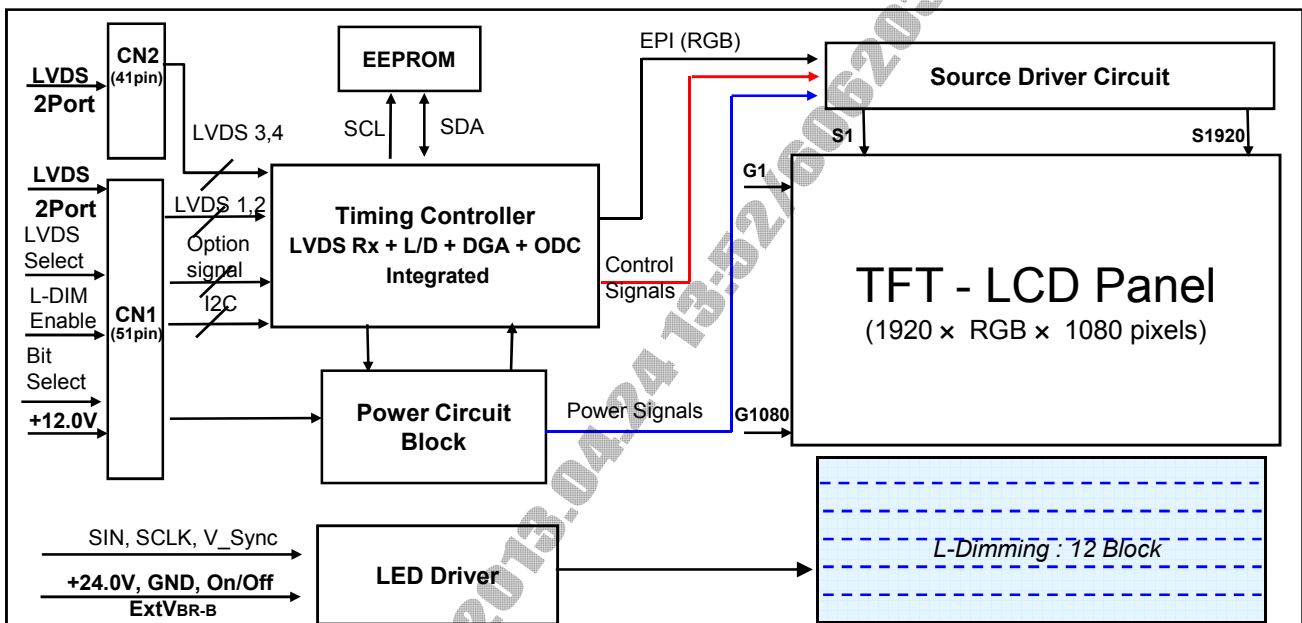 CN2
(41pin)
LVDS
2Port
EEPROM
EPI (RGB)
Source Driver Circuit
LVDS 3,4
SCL
SDA
S1
S1920
LVDS
2Port
LVDS 1,2
LVDS
Select
Option
signal
L-DIM
Enable
I2C
CN1
(51pin)
Bit
Select
+12.0V
Timing Controller
LVDS Rx + L/D + DGA + ODC
Integrated
Control
Signals
G1
TFT - LCD Panel
(1920 × RGB × 1080 pixels)
G1080
Power Circuit
Block
Power Signals
SIN, SCLK, V_Sync
+24.0V, GND, On/Off
ExtVBR-B
LED Driver
L-Dimming : 12 Block